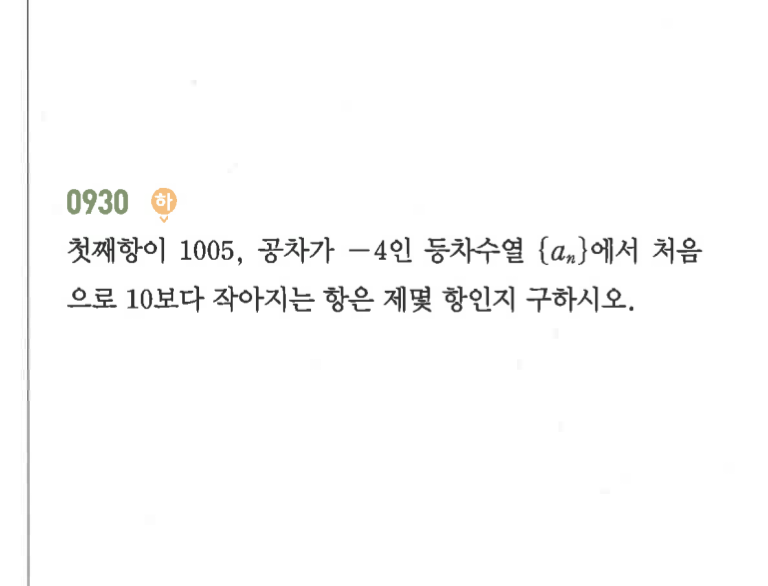 0930 하
첫째항이 1005, 공차가 −4인 등차수열 {aₙ}에서 처음
으로 10보다 작아지는 항은 제몇 항인지 구하시오.